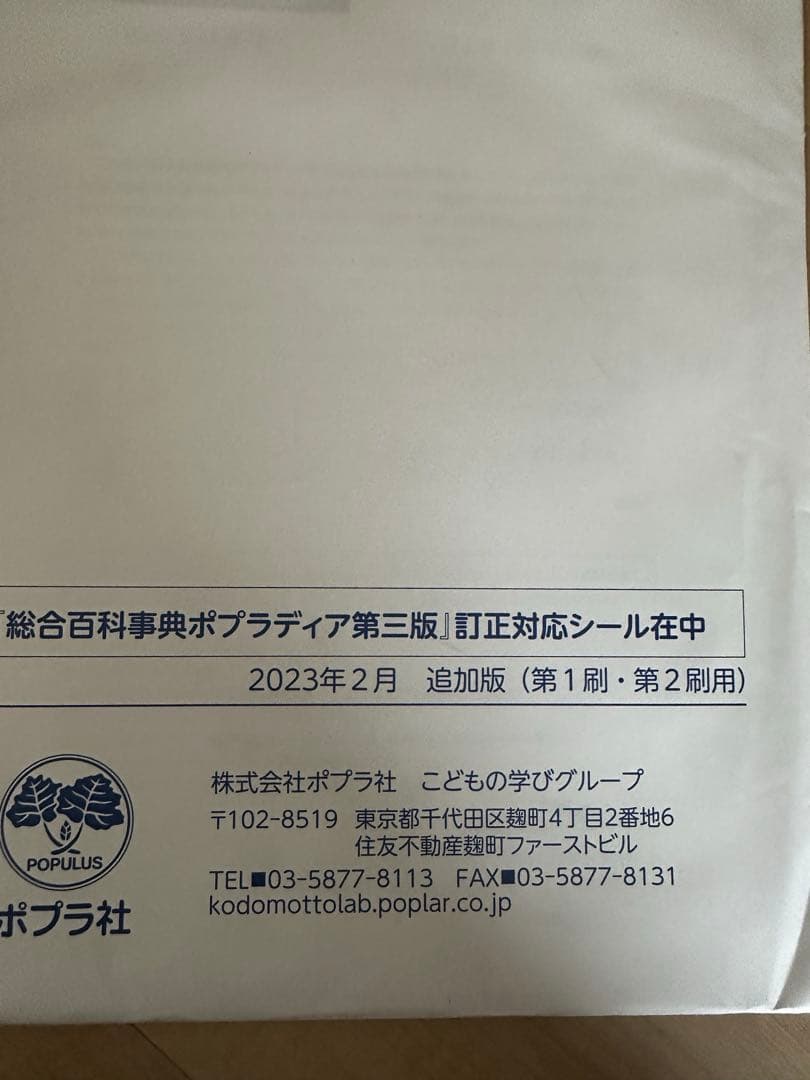 『総合百科事典ポプラディア第三版』訂正対応シール在中
2023年2月　追加版（第1刷・第2刷用）
POPULUS
ポプラ社
株式会社ポプラ社　こどもの学びグループ
〒102-8519　東京都千代田区麹町4丁目2番地6
住友不動産麹町ファーストビル
TEL■03-5877-8113　FAX■03-5877-8131
kodomottolab.poplar.co.jp